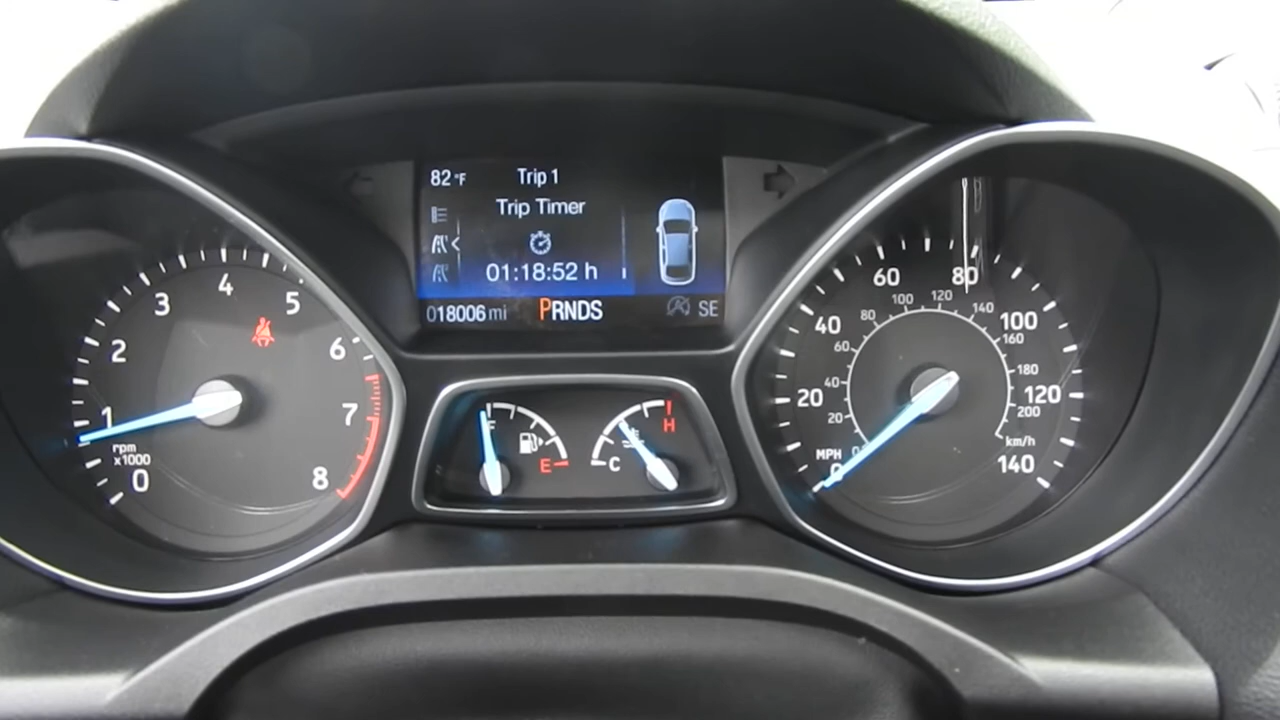 82 °F Trip 1
Trip Timer
01:18:52 h
018006 mi PRNDS SE
0 1 2 3 4 5 6 7 8
rpm
x1000
F E
C H
0 20 40 60 80 100 120 140
MPH
0 20 40 60 80 100 120 140 160 180 200
km/h